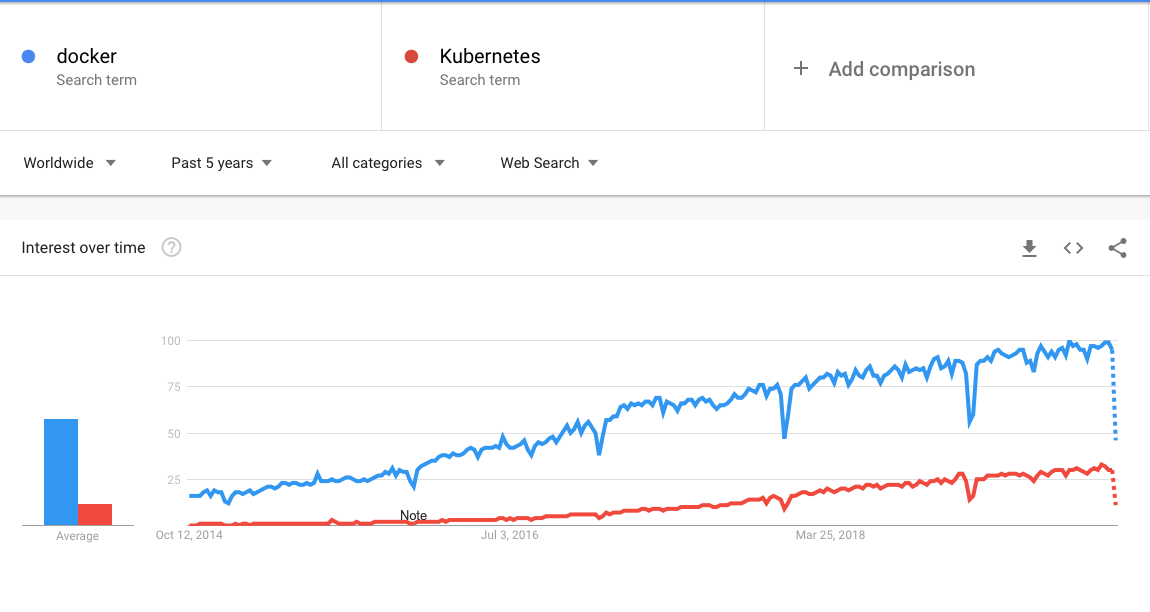 docker
Search term
Kubernetes
Search term
+ Add comparison
Worldwide
Past 5 years
All categories
Web Search
Interest over time
?
100
75
50
25
Note
Average
Oct 12, 2014
Jul 3, 2016
Mar 25, 2018